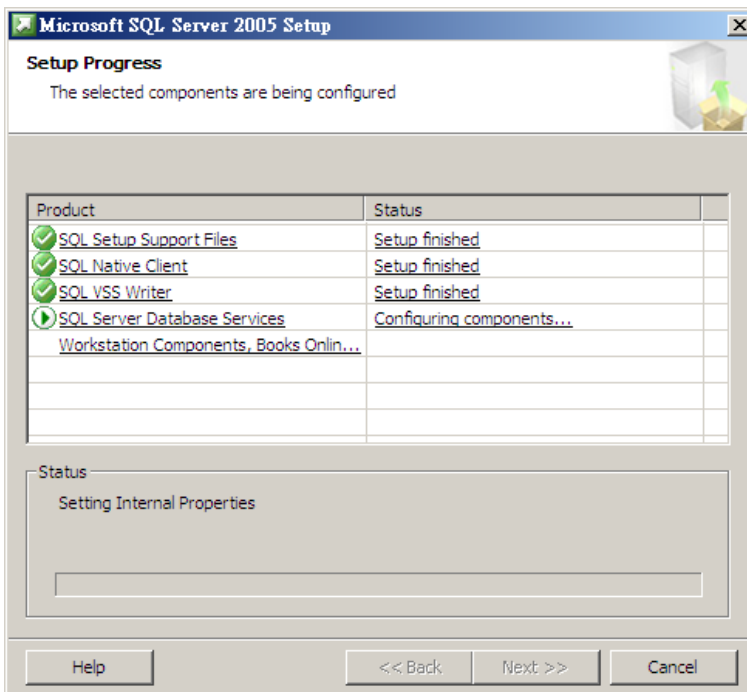 Microsoft SQL Server 2005 Setup
Setup Progress
The selected components are being configured
Product Status
SQL Setup Support Files Setup finished
SQL Native Client Setup finished
SQL VSS Writer Setup finished
SQL Server Database Services Configuring components...
Workstation Components, Books Onlin...
Status
Setting Internal Properties
Help << Back Next >> Cancel